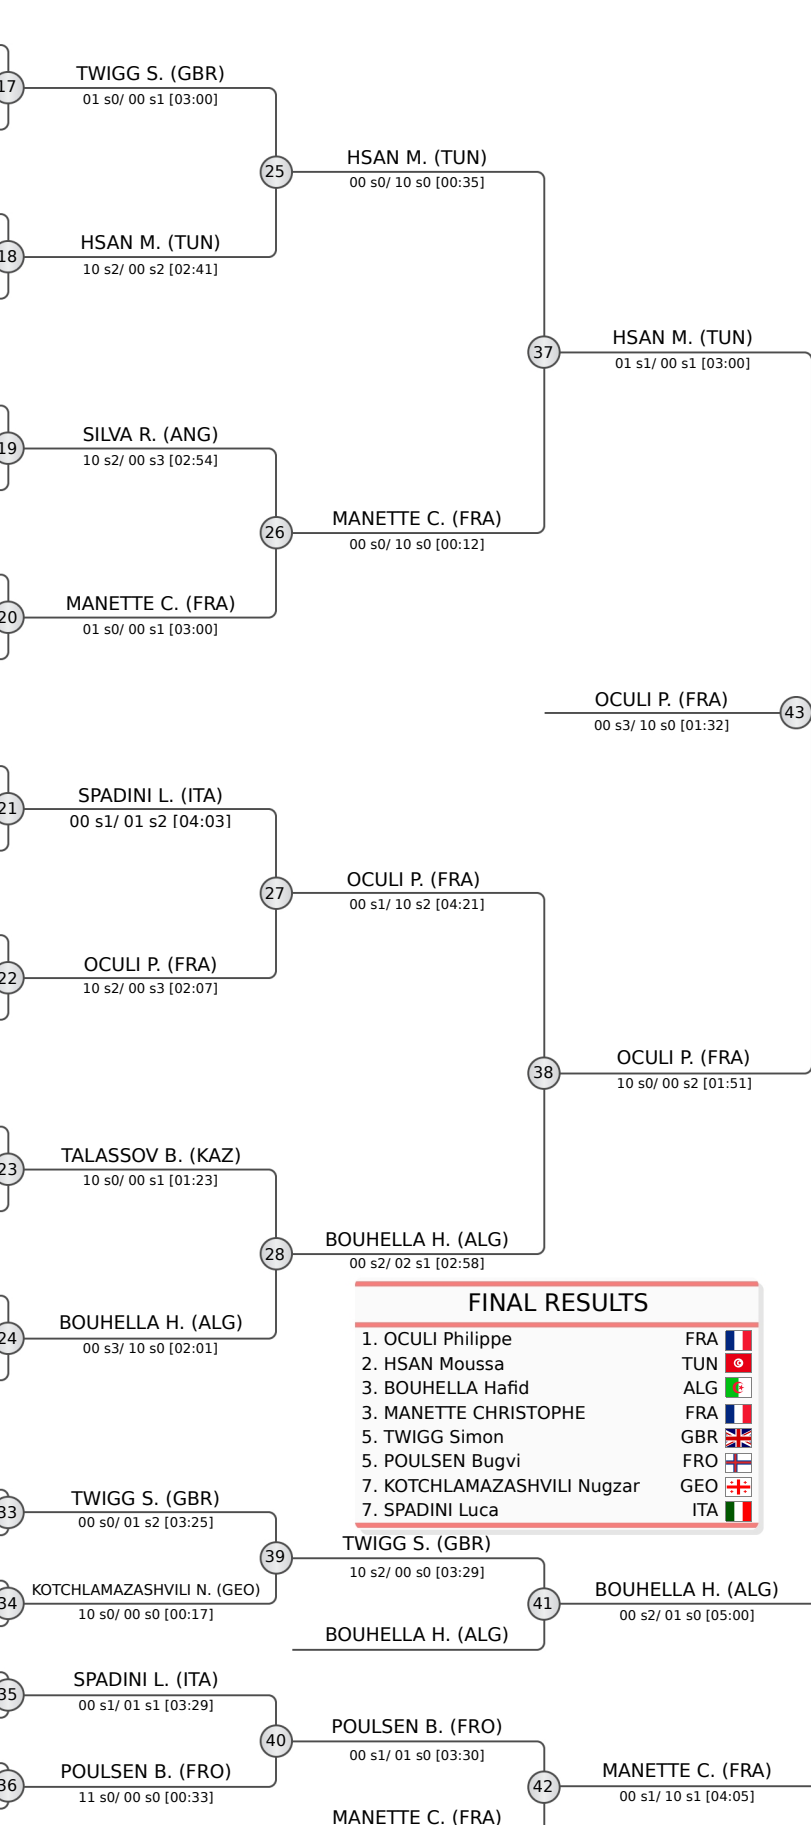 TWIGG S. (GBR)
17
01 s0/ 00 s1 [03:00]
HSAN M. (TUN)
25
00 s0/ 10 s0 [00:35]
HSAN M. (TUN)
18
10 s2/ 00 s2 [02:41]
HSAN M. (TUN)
37
01 s1/ 00 s1 [03:00]
SILVA R. (ANG)
19
10 s2/ 00 s3 [02:54]
MANETTE C. (FRA)
26
00 s0/ 10 s0 [00:12]
MANETTE C. (FRA)
20
01 s0/ 00 s1 [03:00]
OCULI P. (FRA)
43
00 s3/ 10 s0 [01:32]
SPADINI L. (ITA)
21
00 s1/ 01 s2 [04:03]
OCULI P. (FRA)
27
00 s1/ 10 s2 [04:21]
OCULI P. (FRA)
22
10 s2/ 00 s3 [02:07]
OCULI P. (FRA)
38
10 s0/ 00 s2 [01:51]
TALASSOV B. (KAZ)
23
10 s0/ 00 s1 [01:23]
BOUHELLA H. (ALG)
28
00 s2/ 02 s1 [02:58]
BOUHELLA H. (ALG)
24
00 s3/ 10 s0 [02:01]
FINAL RESULTS
1. OCULI Philippe FRA
2. HSAN Moussa TUN
3. BOUHELLA Hafid ALG
3. MANETTE CHRISTOPHE FRA
5. TWIGG Simon GBR
5. POULSEN Bugvi FRO
7. KOTCHLAMAZASHVILI Nugzar GEO
7. SPADINI Luca ITA
TWIGG S. (GBR)
33
00 s0/ 01 s2 [03:25]
TWIGG S. (GBR)
39
10 s2/ 00 s0 [03:29]
KOTCHLAMAZASHVILI N. (GEO)
34
10 s0/ 00 s0 [00:17]
BOUHELLA H. (ALG)
41
00 s2/ 01 s0 [05:00]
BOUHELLA H. (ALG)
SPADINI L. (ITA)
35
00 s1/ 01 s1 [03:29]
POULSEN B. (FRO)
40
00 s1/ 01 s0 [03:30]
POULSEN B. (FRO)
36
11 s0/ 00 s0 [00:33]
MANETTE C. (FRA)
42
00 s1/ 10 s1 [04:05]
MANETTE C. (FRA)